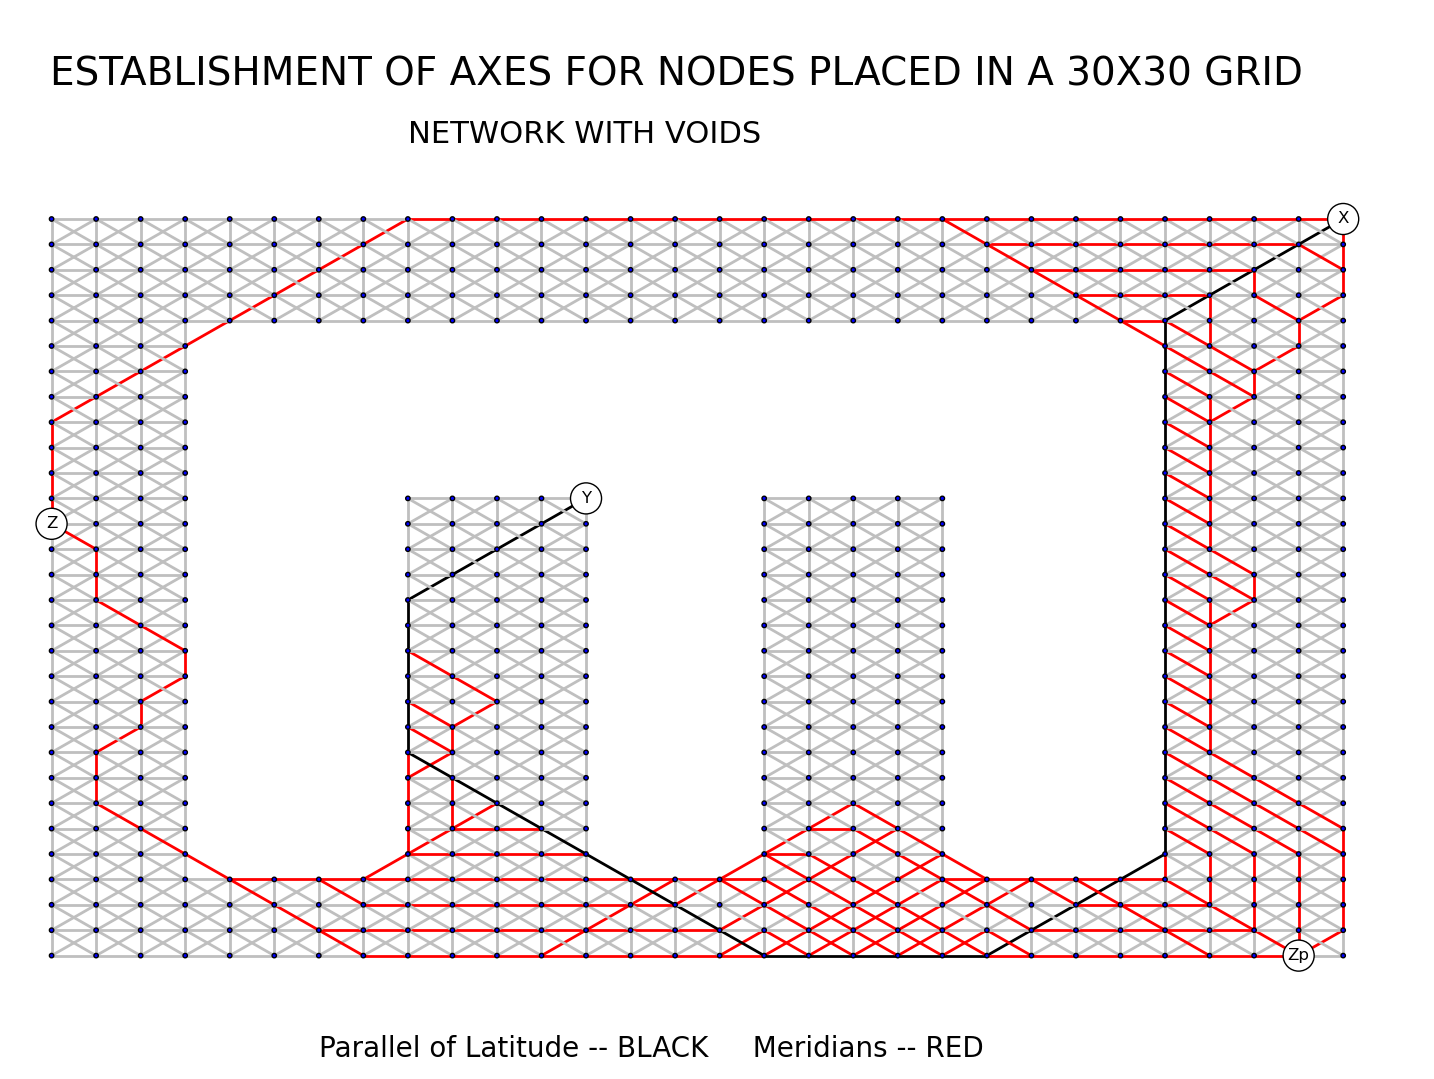 ESTABLISHMENT OF AXES FOR NODES PLACED IN A 30X30 GRID
NETWORK WITH VOIDS
X
Y
Z
Zp
Parallel of Latitude -- BLACK Meridians -- RED